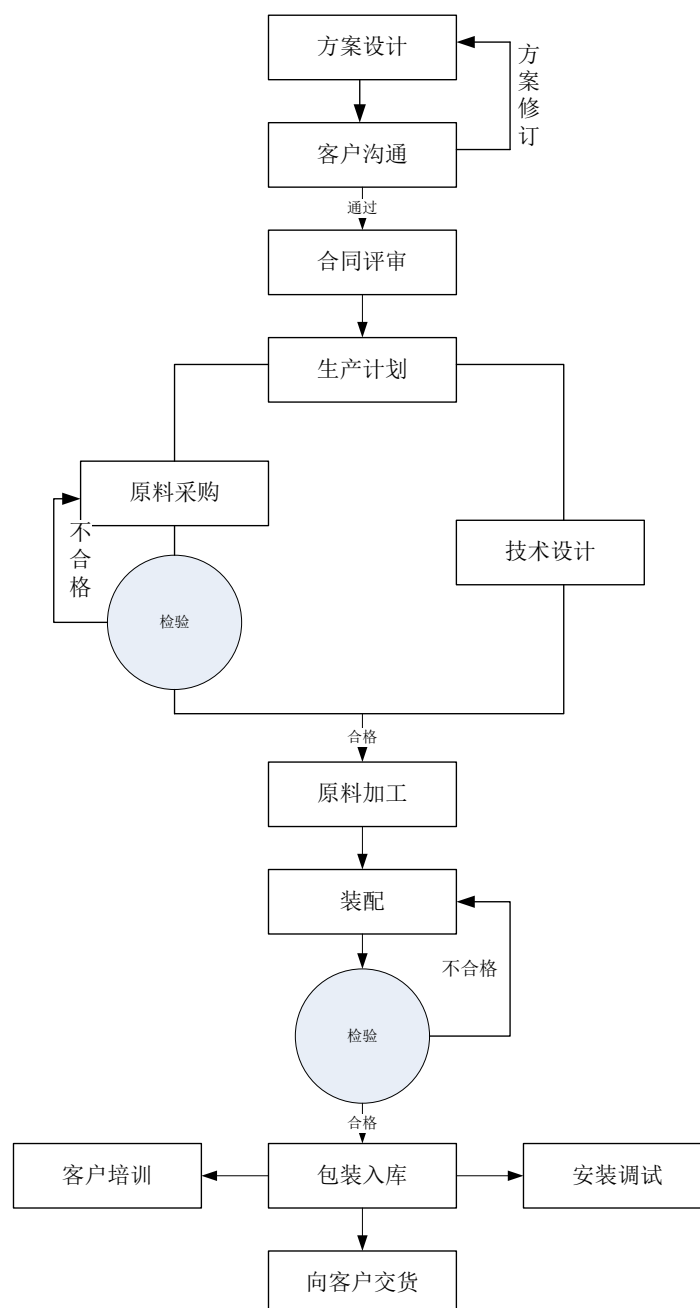 方案设计
方案修订
客户沟通
通过
合同评审
生产计划
原料采购
不合格
技术设计
检验
合格
原料加工
装配
不合格
检验
合格
客户培训
包装入库
安装调试
向客户交货